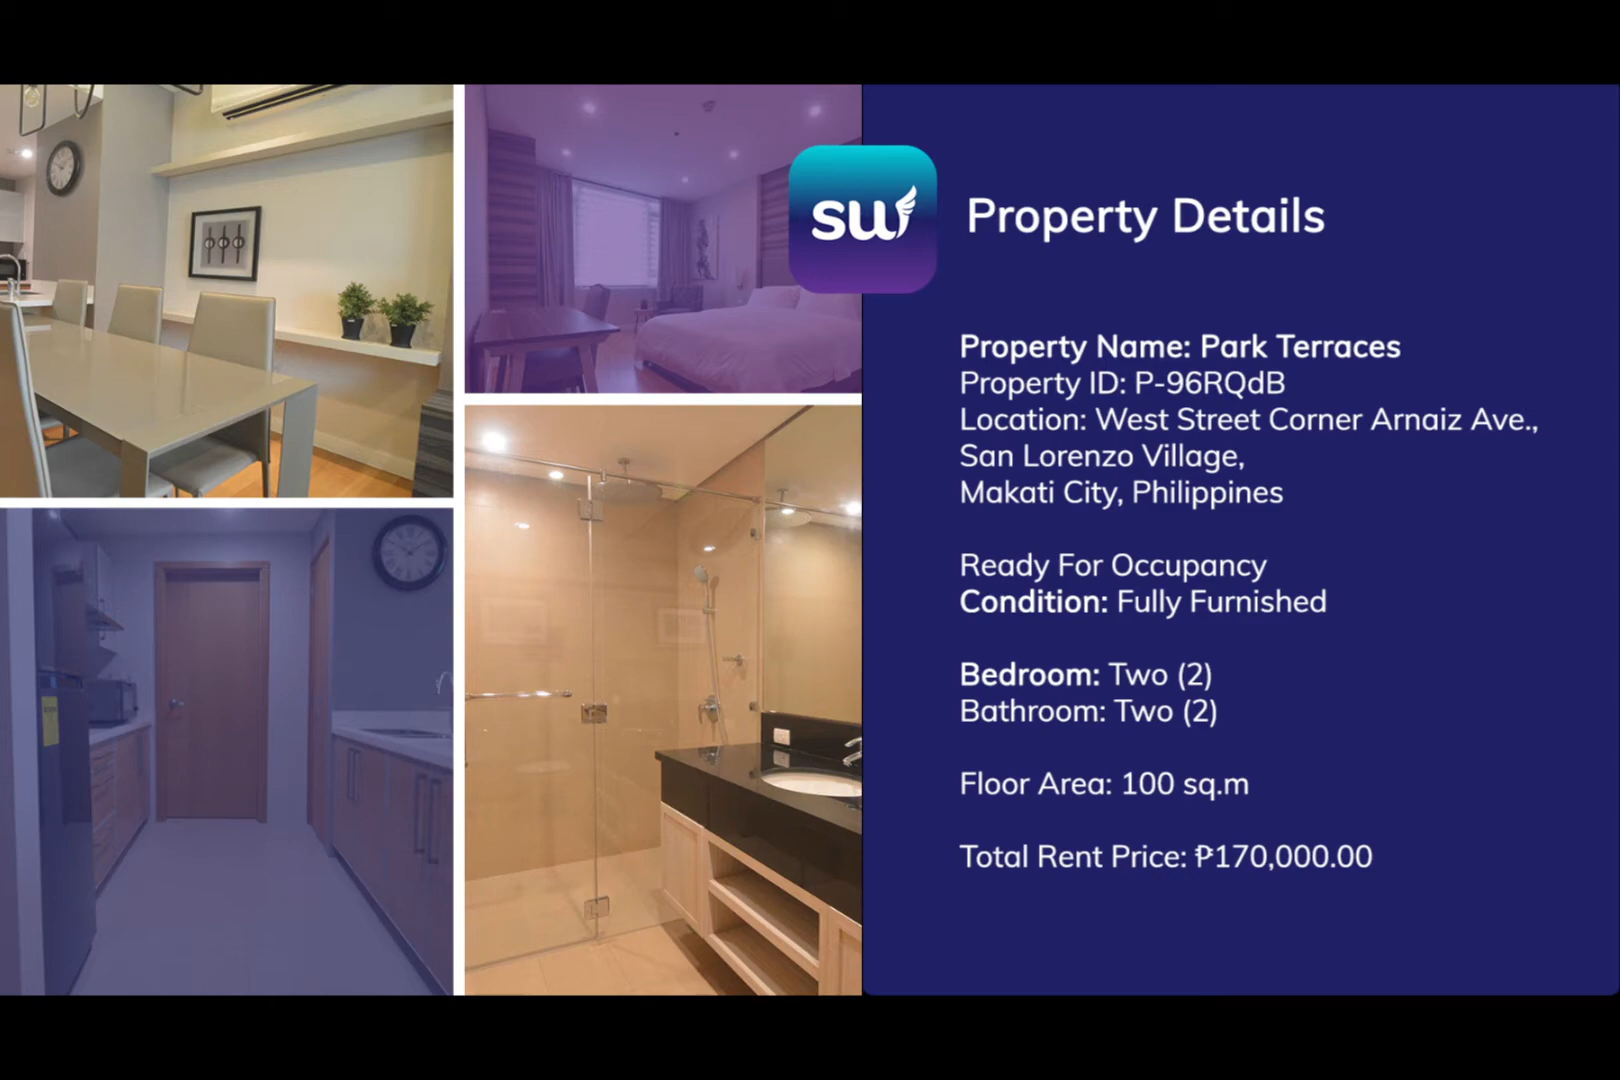 sw
Property Details
Property Name: Park Terraces
Property ID: P-96RQdB
Location: West Street Corner Arnaiz Ave.,
San Lorenzo Village,
Makati City, Philippines
Ready For Occupancy
Condition: Fully Furnished
Bedroom: Two (2)
Bathroom: Two (2)
Floor Area: 100 sq.m
Total Rent Price: ₱170,000.00